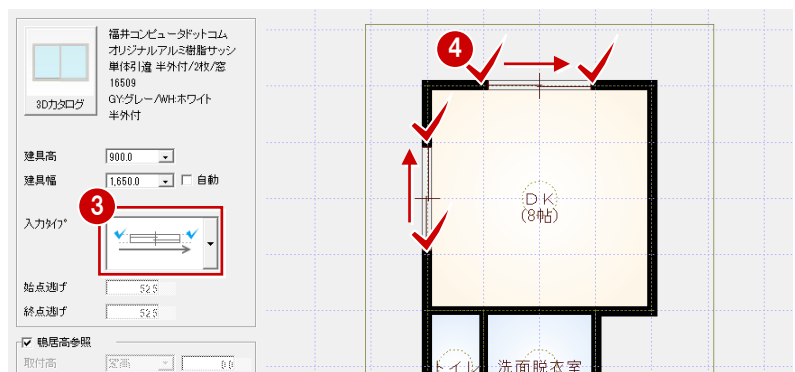 福井コンピュータドットコム
オリジナルアルミ樹脂サッシ
単体引違 半外付/2枚/窓
16509
GY:グレー/WH:ホワイト
半外付
3Dカタログ
建具高 900.0
建具幅 1,650.0 自動
3
入力タイプ
始点逃げ 52.5
終点逃げ 52.5
鴨居高参照
取付高 窓高 0.0
4
DK
(8帖)
トイレ
洗面脱衣室